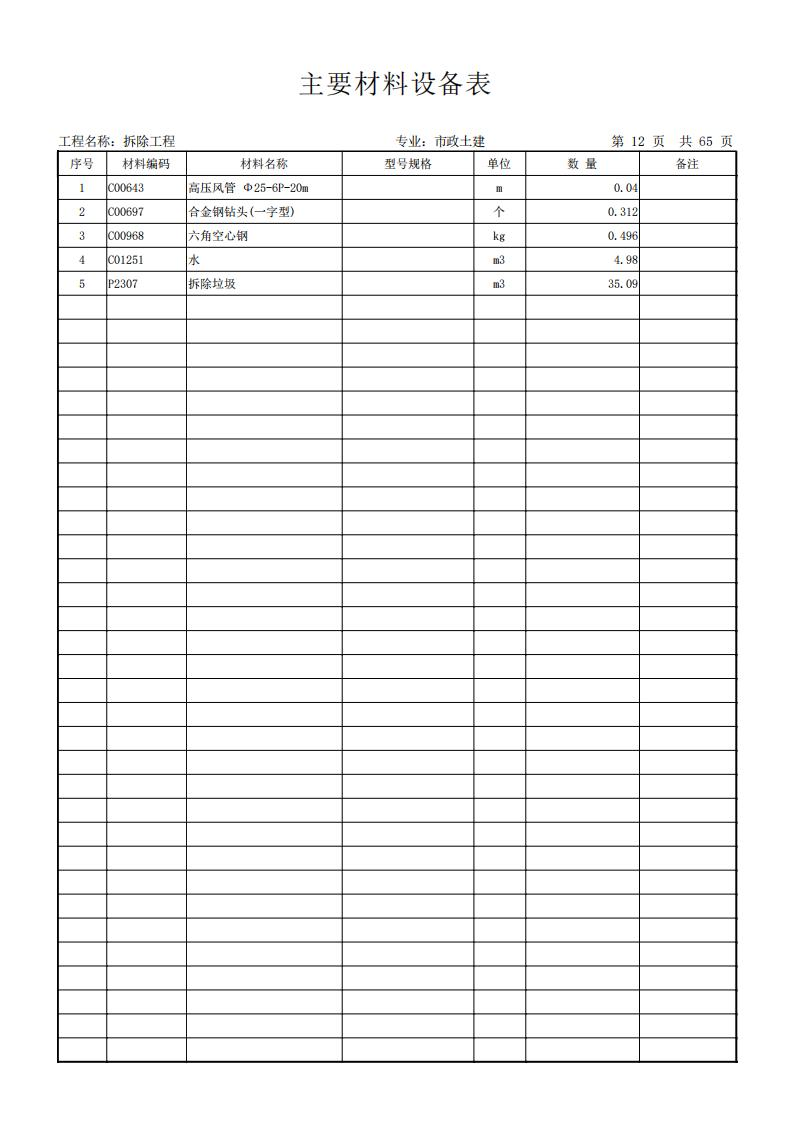 主要材料设备表
工程名称：拆除工程 专业：市政土建 第 12 页 共 65 页
序号 材料编码 材料名称 型号规格 单位 数 量 备注
1 C00643 高压风管 Φ25-6P-20m m 0.04
2 C00697 合金钢钻头(一字型) 个 0.312
3 C00968 六角空心钢 kg 0.496
4 C01251 水 m3 4.98
5 P2307 拆除垃圾 m3 35.09